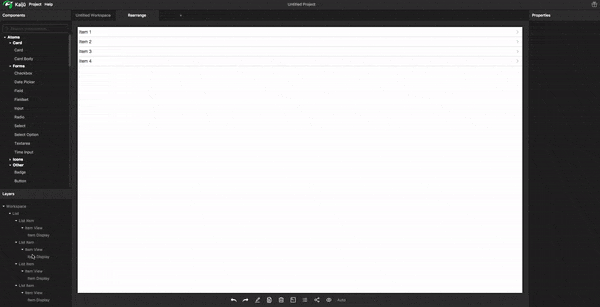 Kaiju Project Help
Untitled Project
Components
Untitled Workspace
Rearrange
+
Properties
Atoms
Card
Card
Card Body
Forms
Checkbox
Date Picker
Field
Fieldset
Input
Radio
Select
Select Option
Textarea
Time Input
Icons
Other
Badge
Button
Item 1
Item 2
Item 3
Item 4
Layers
Workspace
List
List Item
Item View
Item Display
List Item
Item View
Item Display
List Item
Item View
Item Display
List Item
Item View
Item Display
Auto